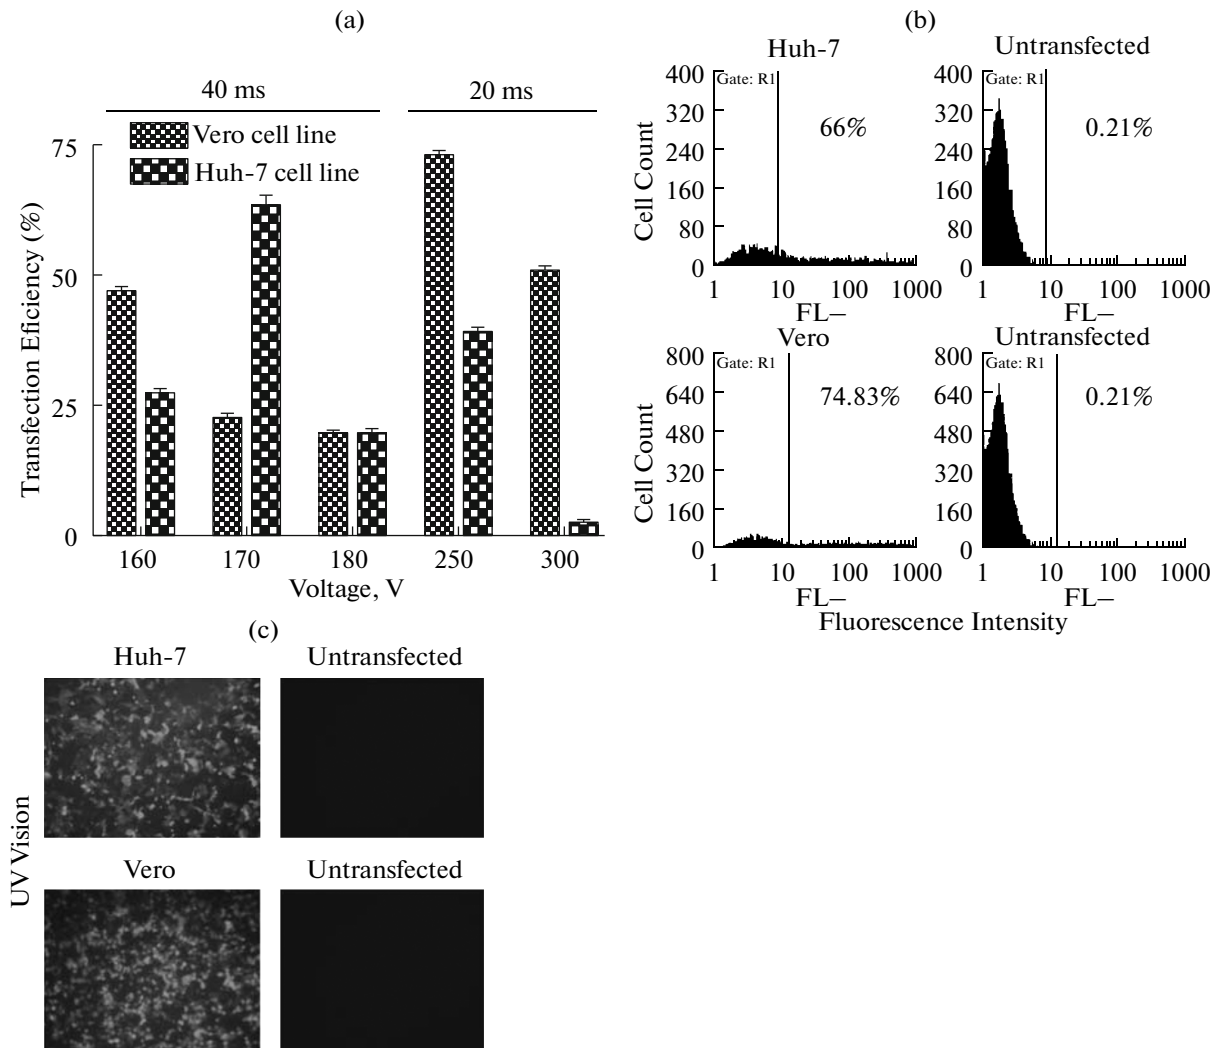 (a)
40 ms
20 ms
Vero cell line
Huh-7 cell line
Transfection Eficiency (%)
75
50
25
0
160 170 180 250 300
Voltage, V
(b)
Huh-7
Gate: R1
66%
Cell Count
400
320
240
160
80
0
1 10 100 1000
FL–
Untransfected
Gate: R1
0.21%
400
320
240
160
80
0
1 10 100 1000
FL–
Vero
Gate: R1
74.83%
Cell Count
800
640
480
320
160
0
1 10 100 1000
FL–
Untransfected
Gate: R1
0.21%
800
640
480
320
160
0
1 10 100 1000
FL–
Fluorescence Intensity
(c)
UV Vision
Huh-7
Untransfected
Vero
Untransfected